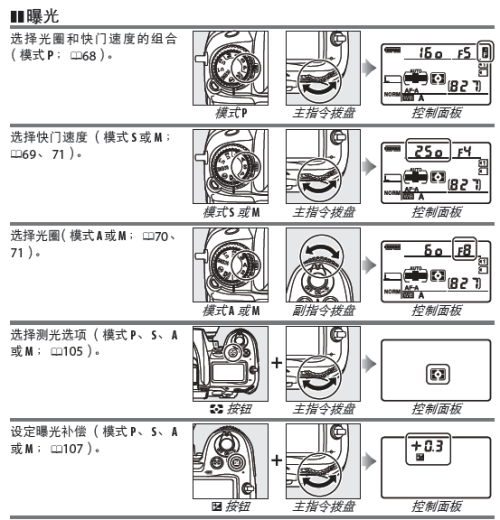 曝光
选择光圈和快门速度的组合
（模式 P； 68）。
模式P 主指令拨盘 控制面板
160 F5
AUTO
NORM AF-A A [827]
选择快门速度 （模式 S 或 M；
69、 71）。
模式S 或 M 主指令拨盘 控制面板
250 F4
AUTO
NORM AF-A A [827]
选择光圈（模式 A 或 M； 70、
71）。
模式A 或 M 副指令拨盘 控制面板
60 F8
AUTO
NORM AF-A A [827]
选择测光选项 （模式 P、 S、 A
或 M； 105）。
+
按钮 主指令拨盘 控制面板
设定曝光补偿 （模式 P、 S、 A
或 M； 107）。
+
+0.3
按钮 主指令拨盘 控制面板